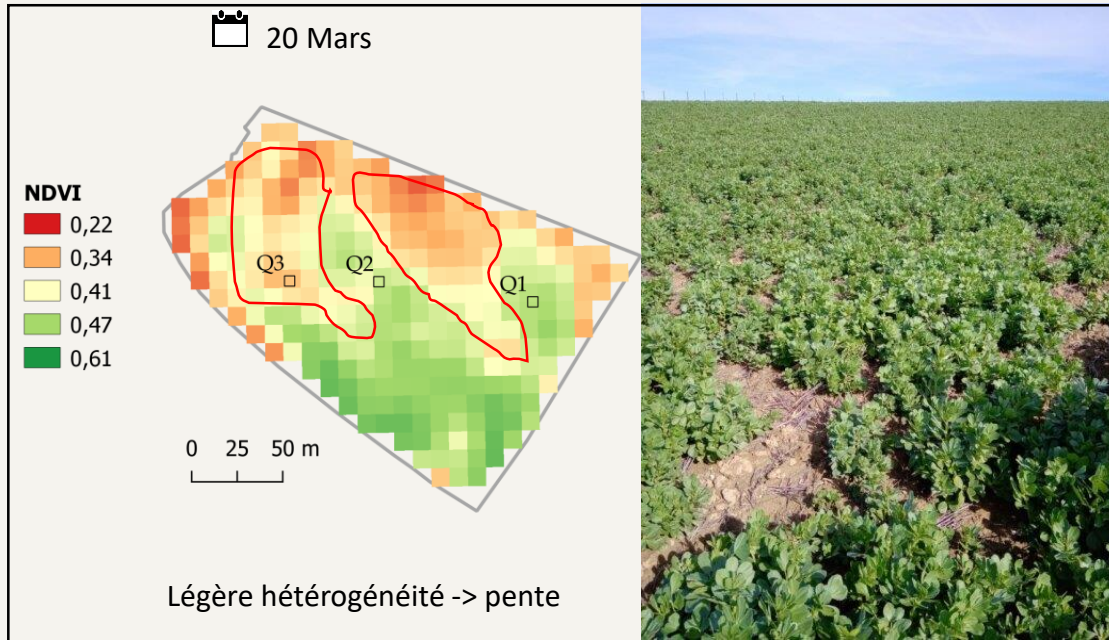 20 Mars
NDVI
0,22
0,34
0,41
0,47
0,61
Q3
Q2
Q1
0 25 50 m
Légère hétérogénéité -> pente